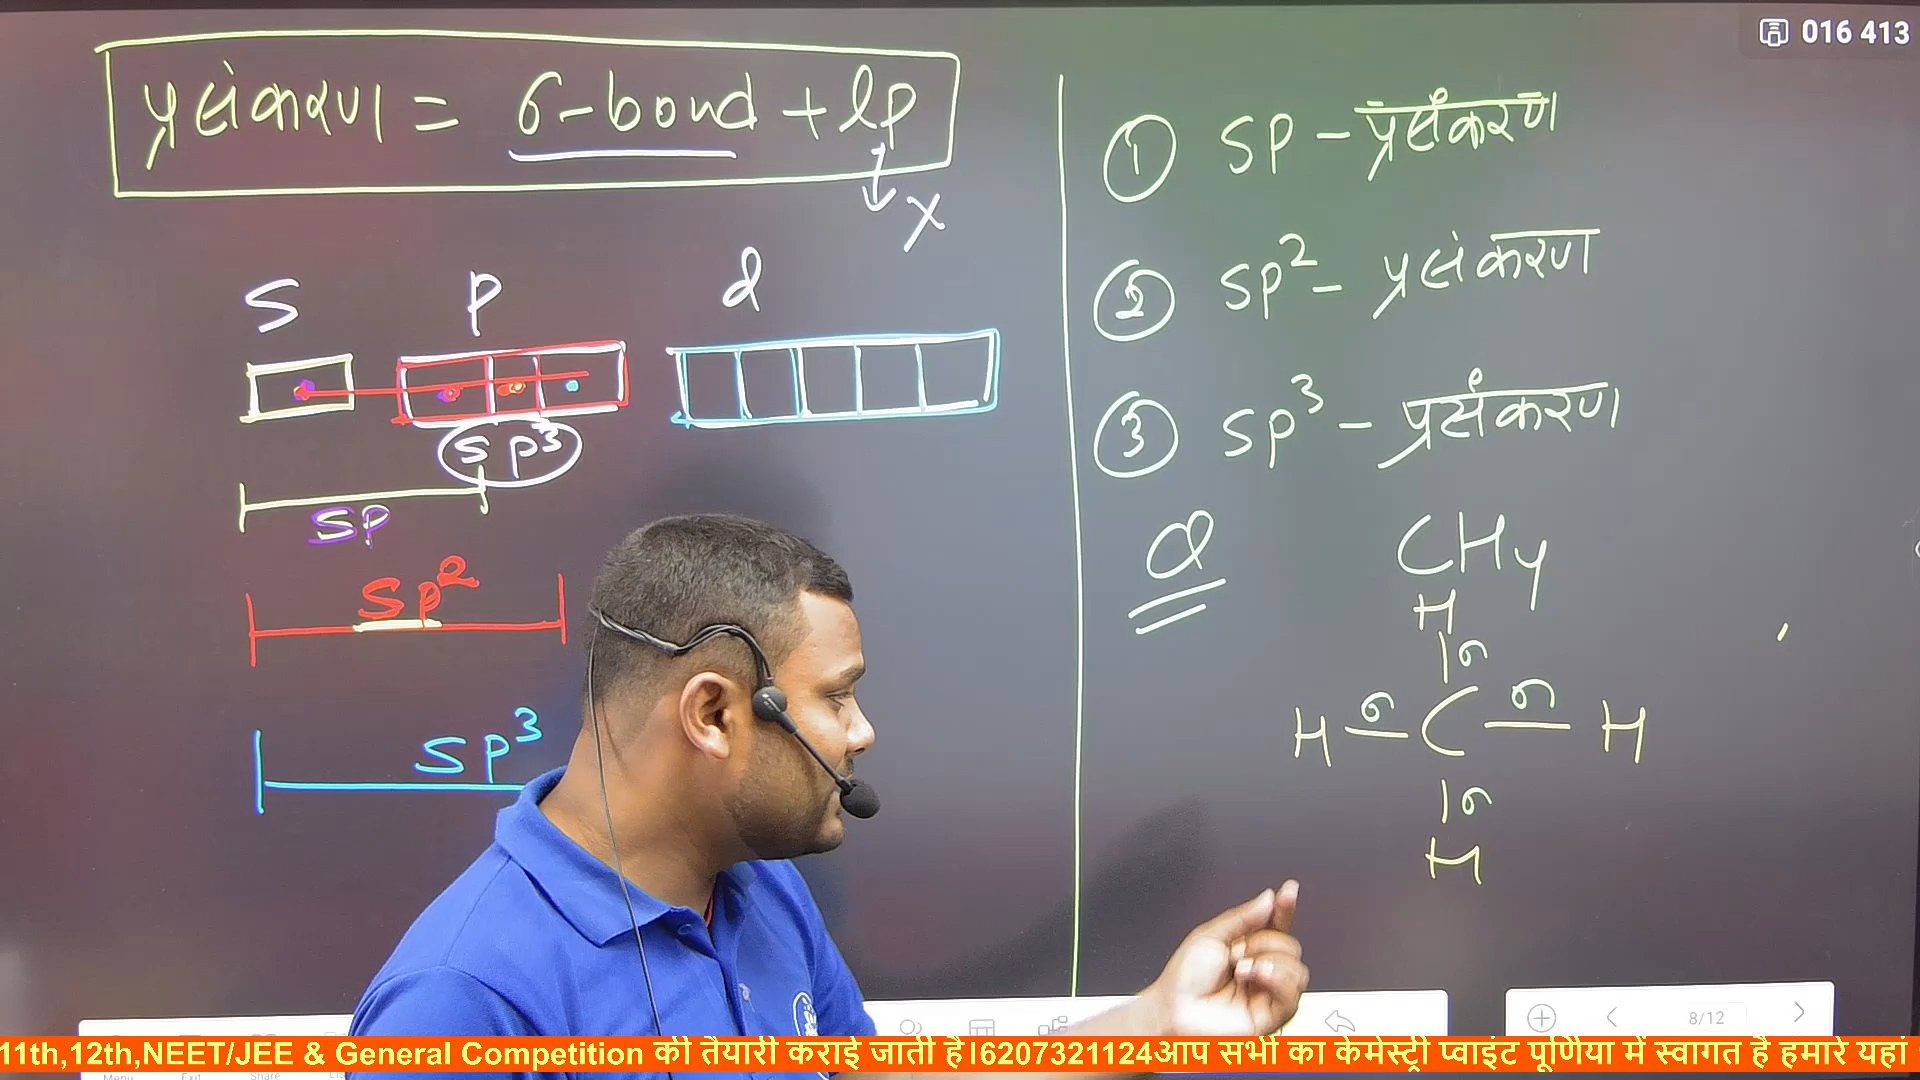 016 413
प्रसंकरण = σ-bond + lp
x
S P d
sp³
SP
Sp²
SP³
① SP - प्रसंकरण
② SP² - प्रसंकरण
③ SP³ - प्रसंकरण
Q CH4
H
σ
H σ C σ H
σ
H
8/12
11th,12th,NEET/JEE & General Competition की तैयारी कराई जाती है।6207321124आप सभी का केमेस्ट्री प्वाइंट पूर्णिया में स्वागत है हमारे यहां